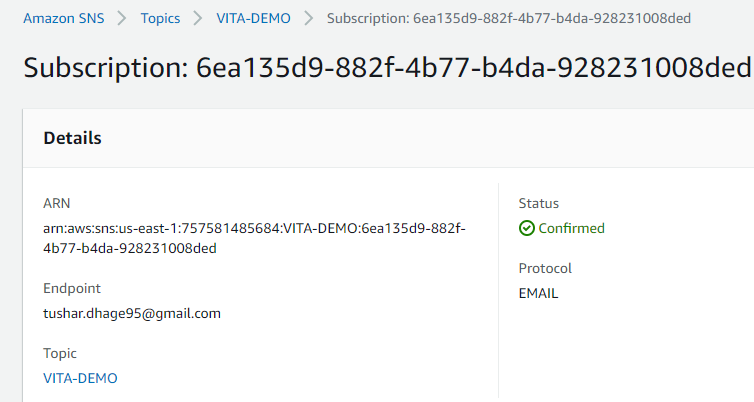 Amazon SNS > Topics > VITA-DEMO > Subscription: 6ea135d9-882f-4b77-b4da-928231008ded
Subscription: 6ea135d9-882f-4b77-b4da-928231008ded
Details
ARN
arn:aws:sns:us-east-1:757581485684:VITA-DEMO:6ea135d9-882f-
4b77-b4da-928231008ded
Endpoint
tushar.dhage95@gmail.com
Topic
VITA-DEMO
Status
Confirmed
Protocol
EMAIL